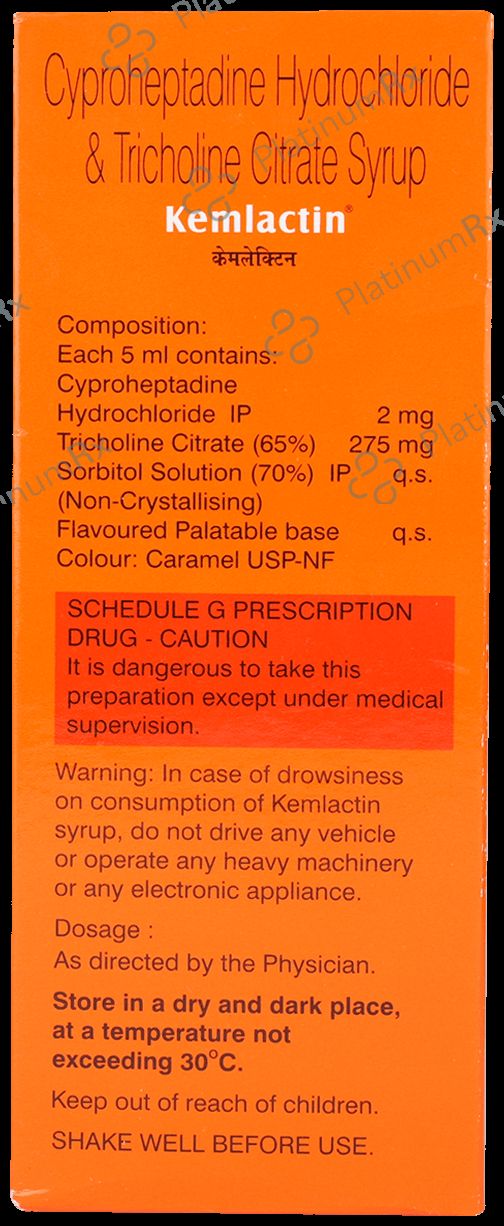 Cyproheptadine Hydrochloride
& Tricholine Citrate Syrup
Kemlactin®
केमलेक्टिन
Composition:
Each 5 ml contains:
Cyproheptadine
Hydrochloride IP 2 mg
Tricholine Citrate (65%) 275 mg
Sorbitol Solution (70%) IP q.s.
(Non-Crystallising)
Flavoured Palatable base q.s.
Colour: Caramel USP-NF
SCHEDULE G PRESCRIPTION
DRUG - CAUTION
It is dangerous to take this
preparation except under medical
supervision.
Warning: In case of drowsiness
on consumption of Kemlactin
syrup, do not drive any vehicle
or operate any heavy machinery
or any electronic appliance.
Dosage :
As directed by the Physician.
Store in a dry and dark place,
at a temperature not
exceeding 30°C.
Keep out of reach of children.
SHAKE WELL BEFORE USE.
PlatinumRx
PlatinumRx